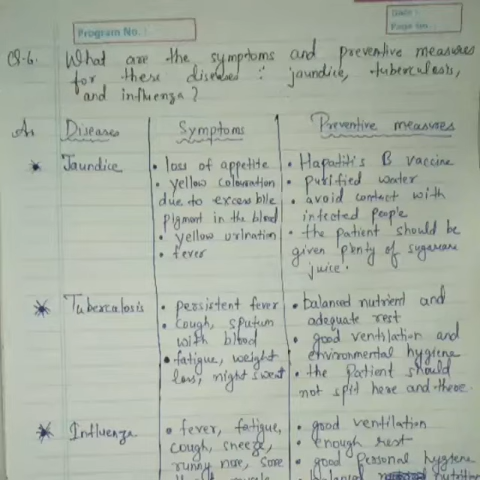 Program No. :
Date :
Page No. :
Q.6. What are the symptoms and preventive measures
for these diseases : jaundice, tuberculosis,
and influenza ?
A. Diseases Symptoms Preventive measures
Jaundice
• loss of appetite
• yellow colouration
due to excess bile
pigment in the blood
• yellow urination
• fever
• Hapatitis B vaccine
• purified water
• avoid contact with
infected people
• the patient should be
given plenty of sugarcane
juice.
Tuberculosis
• persistent fever
• cough, sputum
with blood
• fatigue, weight
loss, night sweat
• balanced nutrient and
adequate rest
• good ventilation and
environmental hygiene
• the patient should
not spit here and there.
Influenza
• fever, fatigue,
cough, sneeze,
runny nose, sore
• good ventilation
• enough rest
• good personal hygiene
• balanced nutrition